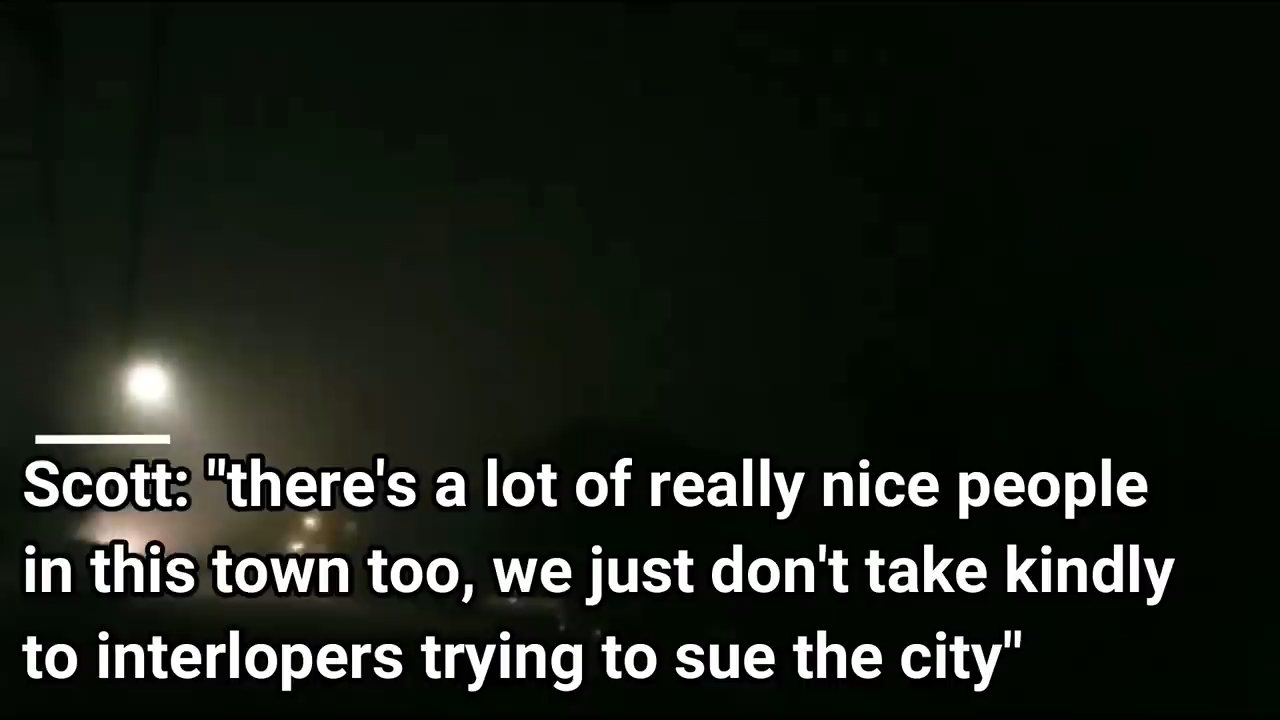 Scott: "there's a lot of really nice people
in this town too, we just don't take kindly
to interlopers trying to sue the city"